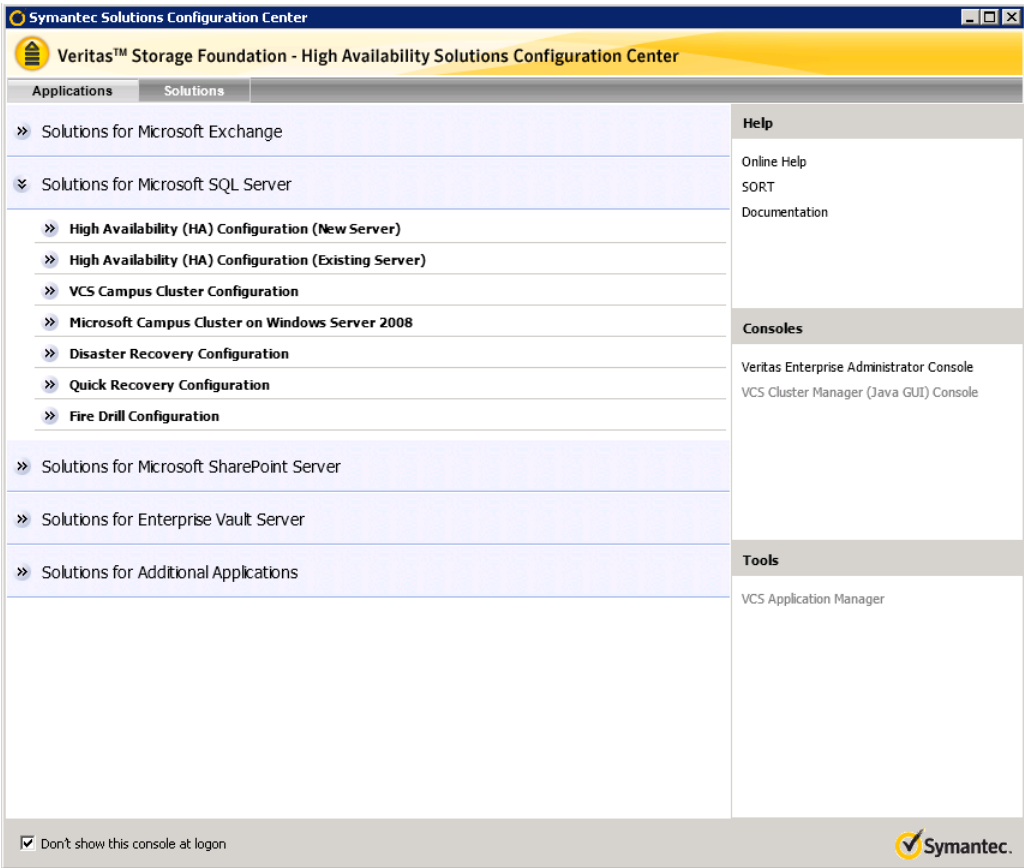 Symantec Solutions Configuration Center
Veritas™ Storage Foundation - High Availability Solutions Configuration Center
Applications
Solutions
Solutions for Microsoft Exchange
Solutions for Microsoft SQL Server
High Availability (HA) Configuration (New Server)
High Availability (HA) Configuration (Existing Server)
VCS Campus Cluster Configuration
Microsoft Campus Cluster on Windows Server 2008
Disaster Recovery Configuration
Quick Recovery Configuration
Fire Drill Configuration
Solutions for Microsoft SharePoint Server
Solutions for Enterprise Vault Server
Solutions for Additional Applications
Help
Online Help
SORT
Documentation
Consoles
Veritas Enterprise Administrator Console
VCS Cluster Manager (Java GUI) Console
Tools
VCS Application Manager
Don't show this console at logon
Symantec.